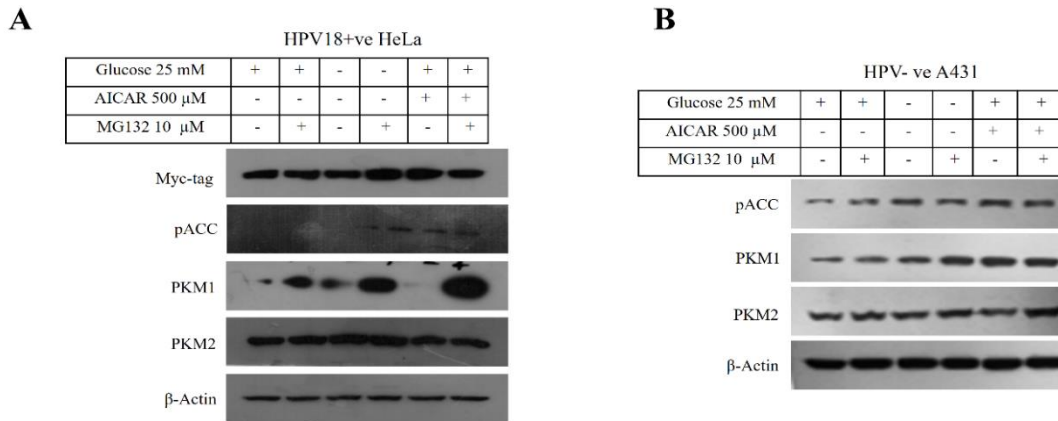 A
HPV18+ve HeLa
Glucose 25 mM + + - - + +
AICAR 500 µM - - - - + +
MG132 10 µM - + - + - +
Myc-tag
pACC
PKM1
PKM2
β-Actin
B
HPV- ve A431
Glucose 25 mM + + - - + +
AICAR 500 µM - - - - + +
MG132 10 µM - + - + - +
pACC
PKM1
PKM2
β-Actin